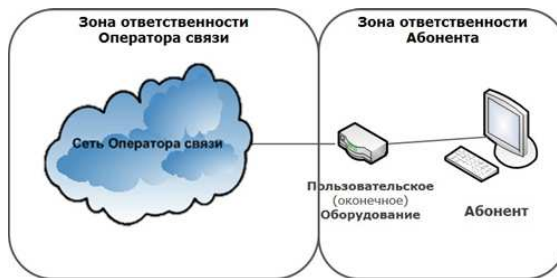 Зона ответственности
Оператора связи
Зона ответственности
Абонента
Сеть Оператора связи
Пользовательское
(оконечное)
Оборудование
Абонент